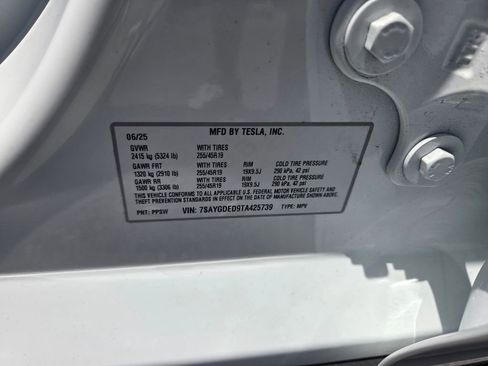 06/25 MFD BY TESLA, INC.
GVWR WITH TIRES
2415 kg (5324 lb) 255/45R19
GAWR FRT WITH TIRES RIM COLD TIRE PRESSURE
1320 kg (2910 lb) 255/45R19 19X9.5J 290 kPa, 42 psi
GAWR RR WITH TIRES RIM COLD TIRE PRESSURE
1500 kg (3306 lb) 255/45R19 19X9.5J 290 kPa, 42 psi
THIS VEHICLE CONFORMS TO ALL APPLICABLE U.S. FEDERAL MOTOR VEHICLE SAFETY AND
THEFT PREVENTION STANDARDS IN EFFECT ON THE DATE OF MANUFACTURE SHOWN ABOVE.
PNT: PPSW VIN: 7SAYGDED9TA425739 TYPE: MPV